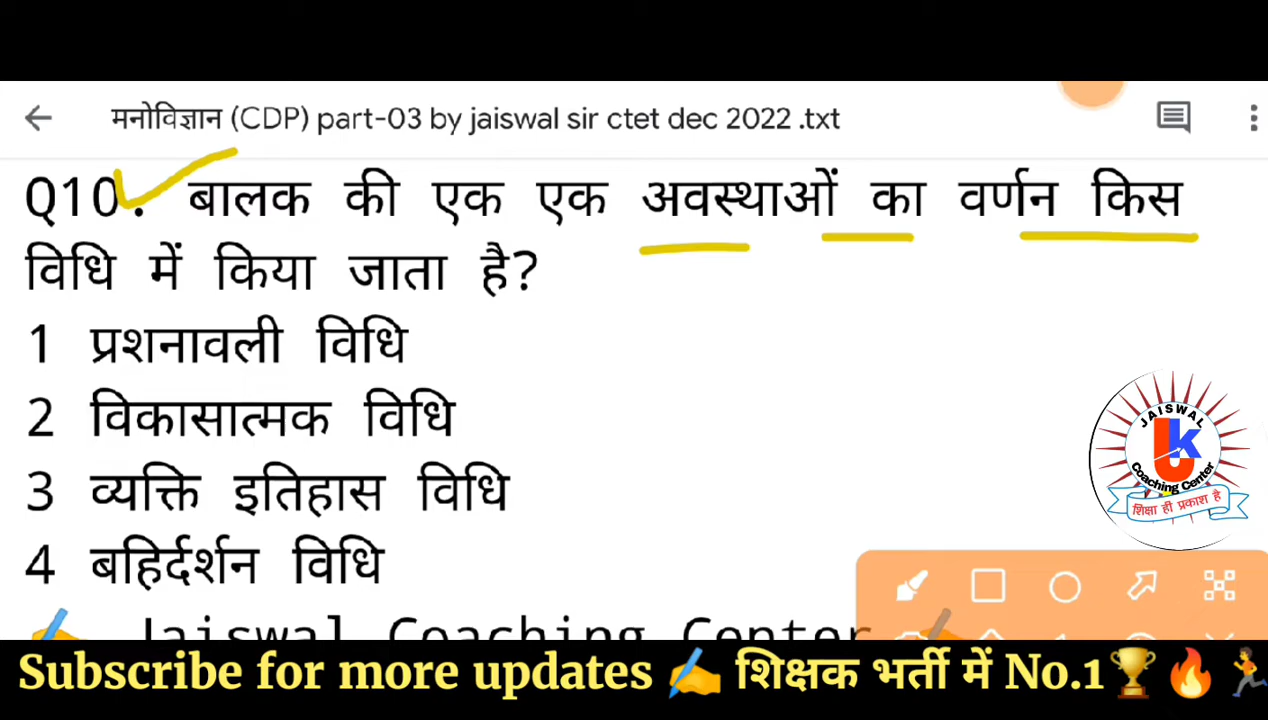 मनोविज्ञान (CDP) part-03 by jaiswal sir ctet dec 2022 .txt
Q10. बालक की एक एक अवस्थाओं का वर्णन किस
विधि में किया जाता है?
1 प्रशनावली विधि
2 विकासात्मक विधि
3 व्यक्ति इतिहास विधि
4 बहिर्दर्शन विधि
JAISWAL
Coaching Center
शिक्षा ही प्रकाश है
✍️ Jaiswal Coaching Center ✍️
Subscribe for more updates ✍️ शिक्षक भर्ती में No.1🏆🔥🏃